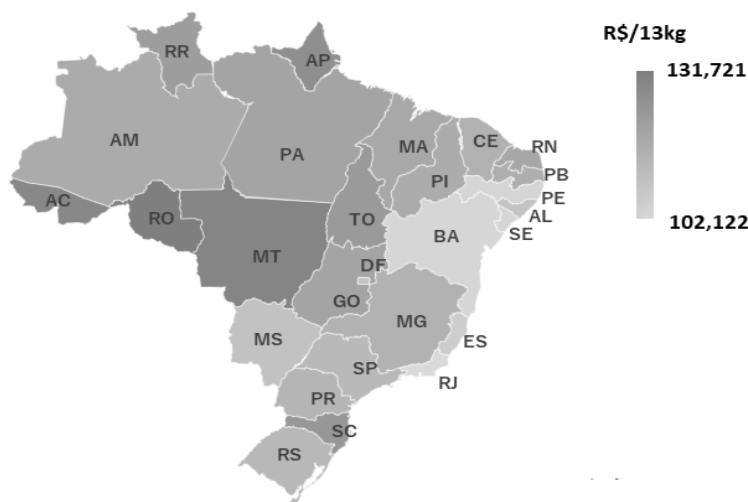 R$/13kg
131,721
102,122
RR
AP
AM
PA
MA
CE
RN
PB
PE
AL
SE
PI
AC
RO
TO
BA
MT
DF
GO
MG
ES
MS
SP
RJ
PR
SC
RS